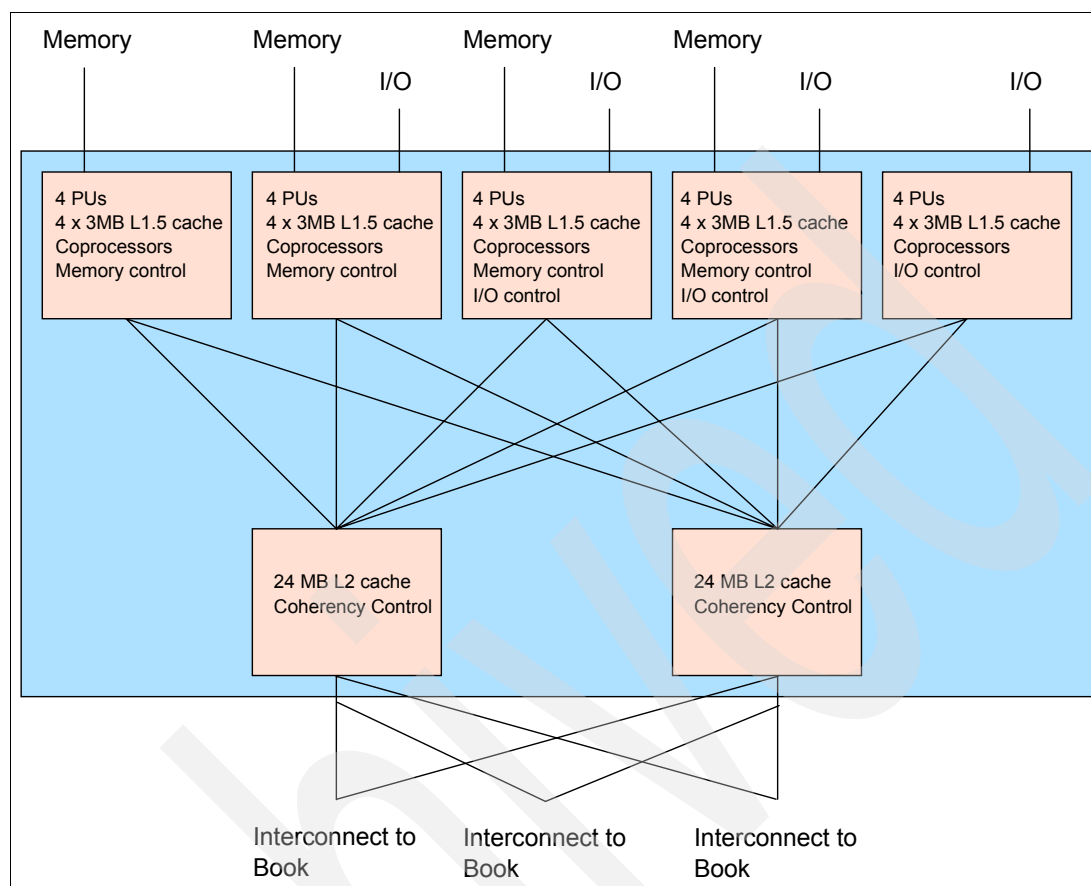 Memory
Memory
Memory
Memory
I/O
I/O
I/O
I/O
4 PUs
4 x 3MB L1.5 cache
Coprocessors
Memory control
4 PUs
4 x 3MB L1.5 cache
Coprocessors
Memory control
4 PUs
4 x 3MB L1.5 cache
Coprocessors
Memory control
I/O control
4 PUs
4 x 3MB L1.5 cache
Coprocessors
Memory control
I/O control
4 PUs
4 x 3MB L1.5 cache
Coprocessors
I/O control
24 MB L2 cache
Coherency Control
24 MB L2 cache
Coherency Control
Interconnect to
Book
Interconnect to
Book
Interconnect to
Book